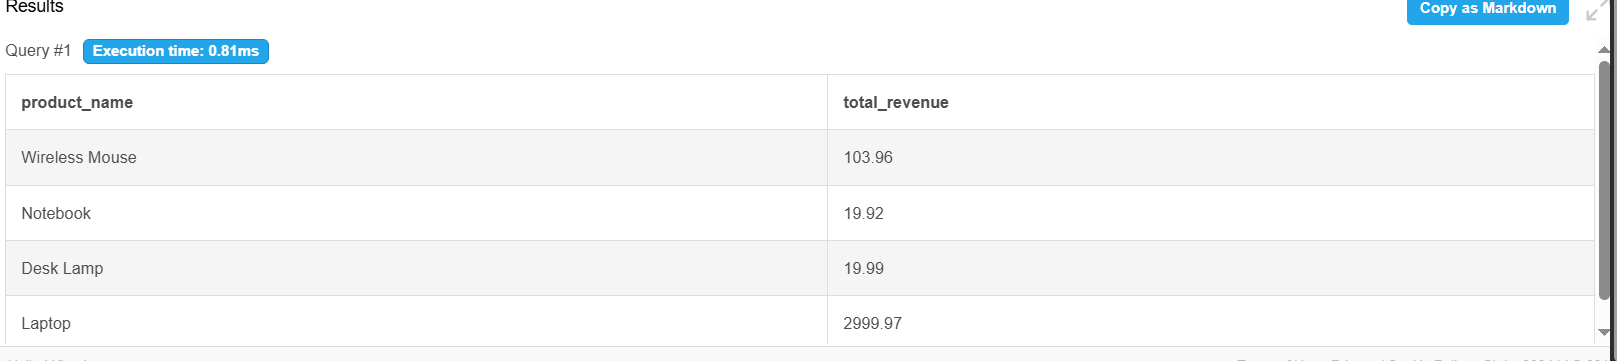 Results
Copy as Markdown
Query #1 Execution time: 0.81ms
product_name total_revenue
Wireless Mouse 103.96
Notebook 19.92
Desk Lamp 19.99
Laptop 2999.97